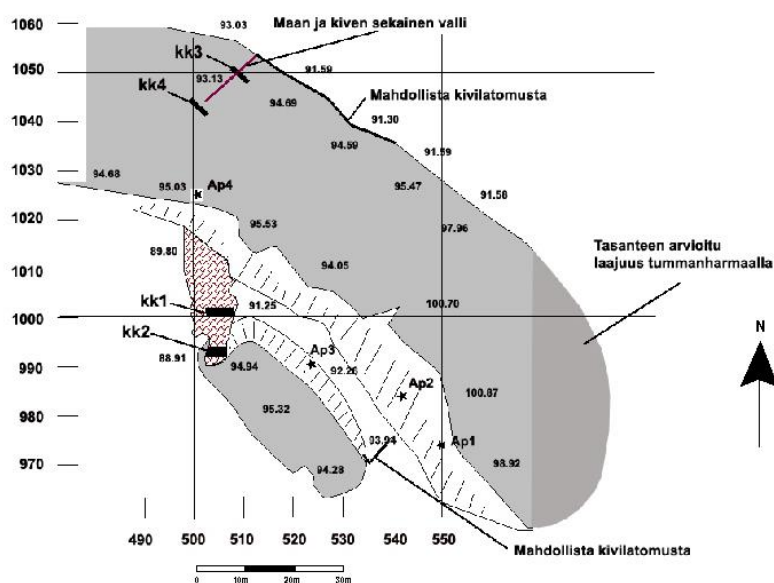 1060
93.03
Maan ja kiven sekainen valli
kk3
1050
93.13
91.59
kk4
Mahdollista kivilatomusta
1040
94.69
91.30
94.59
91.59
1030
94.68
95.03
Ap4
95.47
91.58
1020
95.53
97.96
89.80
Tasanteen arvioitu
laajuus tummanharmaalla
1010
94.05
kk1
91.25
100.70
1000
N
kk2
88.91
94.94
Ap3
92.26
990
Ap2
95.32
100.87
980
93.94
Ap1
94.28
98.92
970
490
500
510
520
530
540
550
Mahdollista kivilatomusta
0
10m
20m
30m